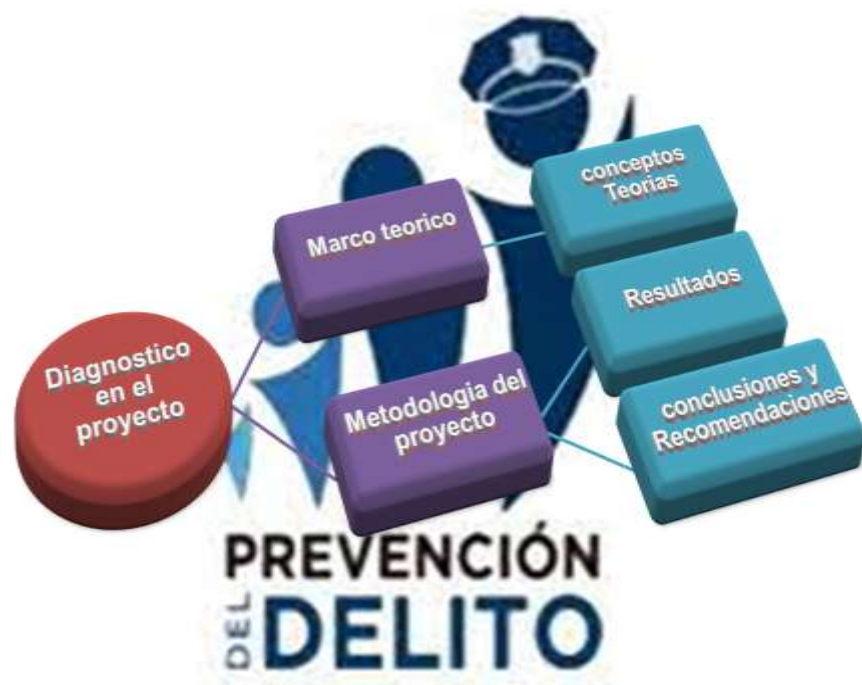 Diagnostico
en el
proyecto
Marco teorico
conceptos
Teorias
Metodologia del
proyecto
Resultados
conclusiones y
Recomendaciones
PREVENCIÓN
DEL DELITO